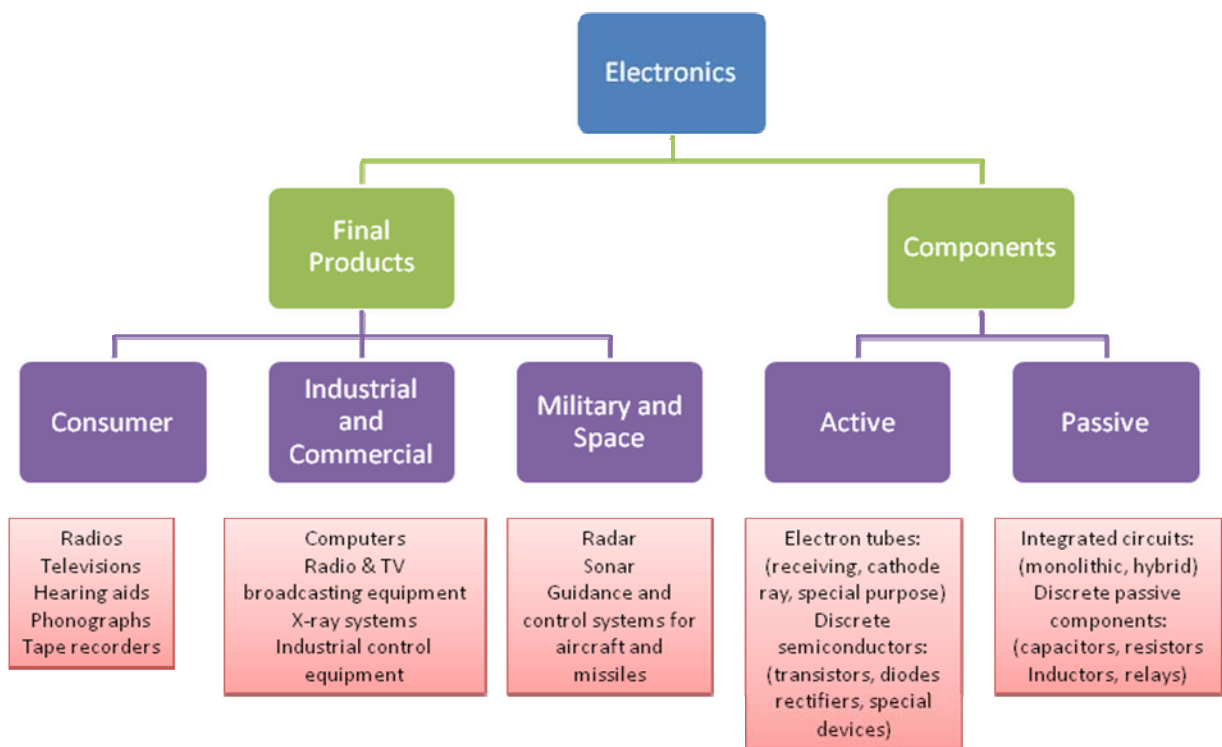 Electronics
Final
Products
Components
Consumer
Industrial
and
Commercial
Military and
Space
Active
Passive
Radios
Televisions
Hearing aids
Phonographs
Tape recorders
Computers
Radio & TV
broadcasting equipment
X-ray systems
Industrial control
equipment
Radar
Sonar
Guidance and
control systems for
aircraft and
missiles
Electron tubes:
(receiving, cathode
ray, special purpose)
Discrete
semiconductors:
(transistors, diodes
rectifiers, special
devices)
Integrated circuits:
(monolithic, hybrid)
Discrete passive
components:
(capacitors, resistors
Inductors, relays)